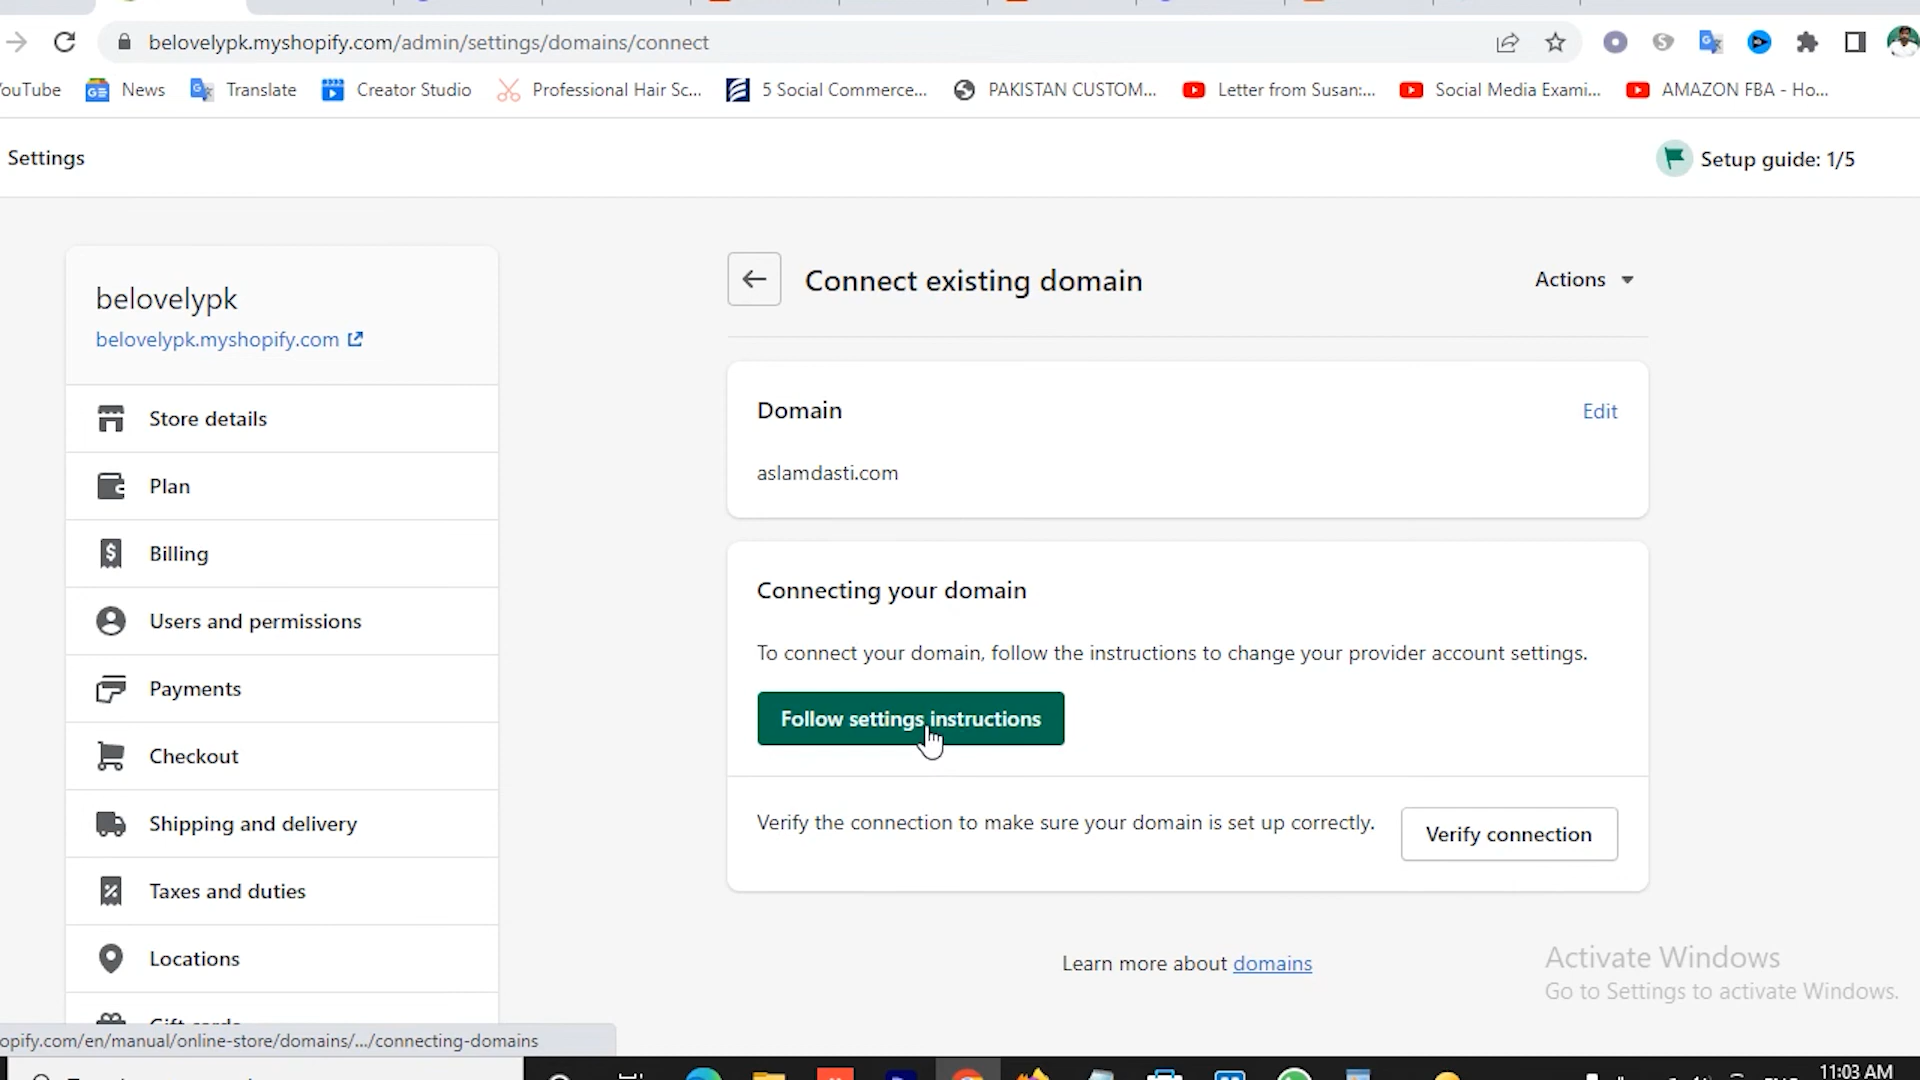 belovelypk.myshopify.com/admin/settings/domains/connect
ouTube
News
Translate
Creator Studio
Professional Hair Sc...
5 Social Commerce...
PAKISTAN CUSTOM...
Letter from Susan:...
Social Media Exami...
AMAZON FBA - Ho...
Settings
Setup guide: 1/5
belovelypk
belovelypk.myshopify.com
Store details
Plan
Billing
Users and permissions
Payments
Checkout
Shipping and delivery
Taxes and duties
Locations
Connect existing domain
Actions
Domain
Edit
aslamdasti.com
Connecting your domain
To connect your domain, follow the instructions to change your provider account settings.
Follow settings instructions
Verify the connection to make sure your domain is set up correctly.
Verify connection
Learn more about domains
Activate Windows
Go to Settings to activate Windows.
opify.com/en/manual/online-store/domains/.../connecting-domains
11:03 AM